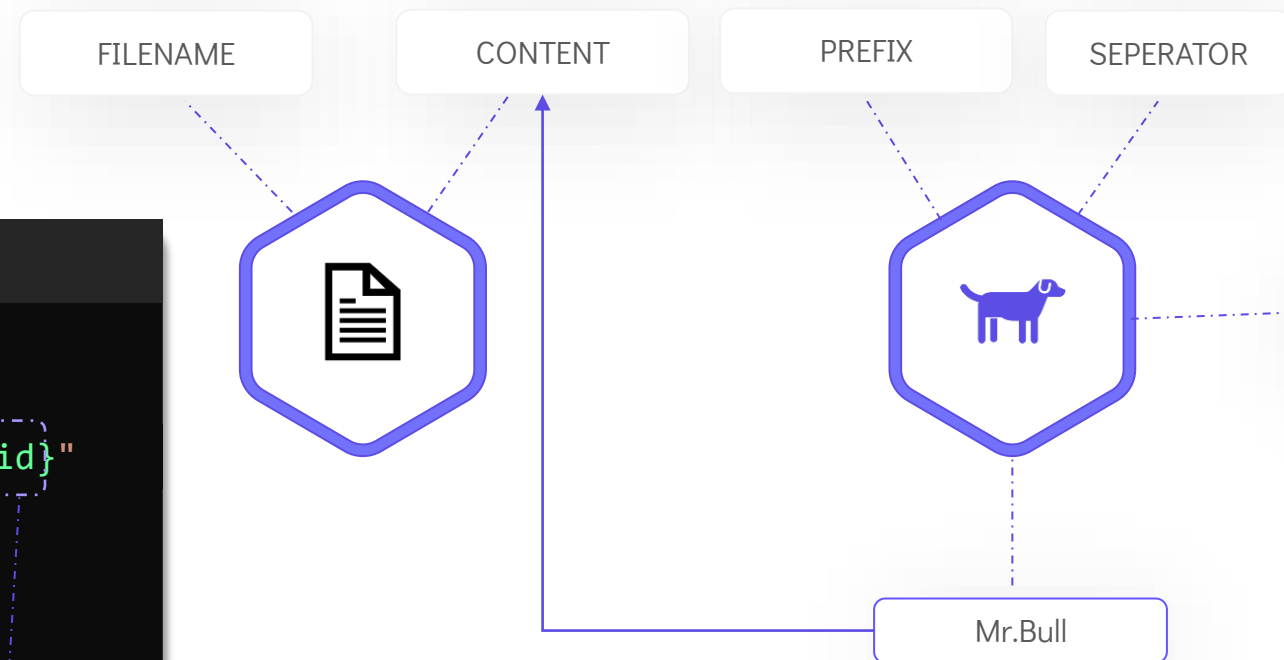 FILENAME
CONTENT
PREFIX
SEPERATOR
id}"
Mr.Bull